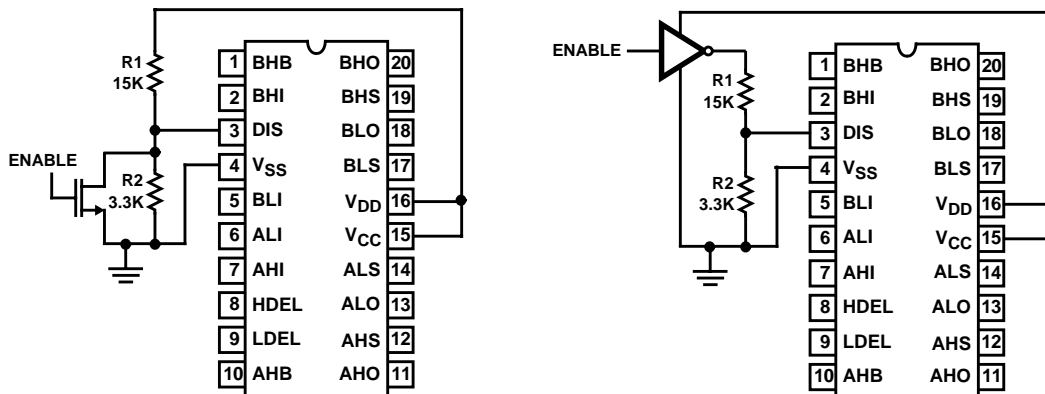 R1
15K
ENABLE
R2
3.3K
1 BHB BHO 20
2 BHI BHS 19
3 DIS BLO 18
4 VSS BLS 17
5 BLI VDD 16
6 ALI VCC 15
7 AHI ALS 14
8 HDEL ALO 13
9 LDEL AHS 12
10 AHB AHO 11
ENABLE
R1
15K
R2
3.3K
1 BHB BHO 20
2 BHI BHS 19
3 DIS BLO 18
4 VSS BLS 17
5 BLI VDD 16
6 ALI VCC 15
7 AHI ALS 14
8 HDEL ALO 13
9 LDEL AHS 12
10 AHB AHO 11